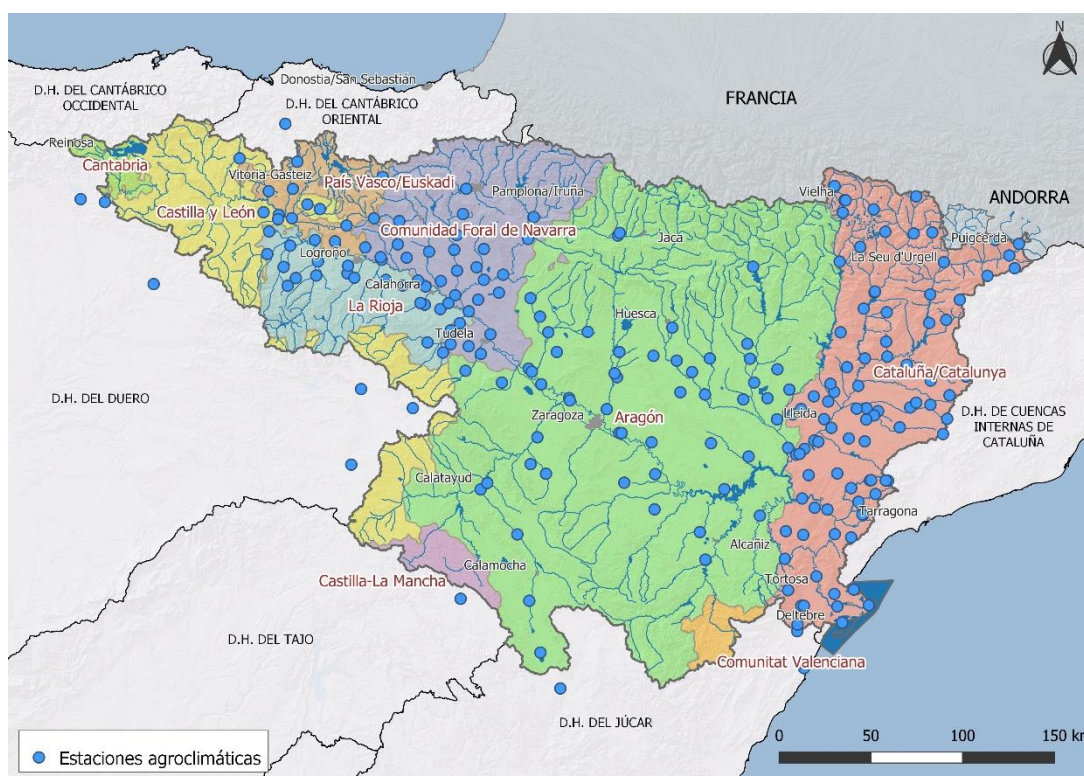 N
Donostia/San Sebastián
D.H. DEL CANTÁBRICO
OCCIDENTAL
D.H. DEL CANTÁBRICO
ORIENTAL
FRANCIA
Reinosa
Cantabria
Vitoria-Gasteiz
País Vasco/Euskadi
Pamplona/Iruña
Vielha
ANDORRA
Castilla y León
Comunidad Foral de Navarra
Jaca
Puigcerdà
La Seu d'Urgell
Logroño
Calahorra
La Rioja
Huesca
Tudela
Cataluña/Catalunya
D.H. DEL DUERO
Zaragoza
Aragón
Lleida
D.H. DE CUENCAS
INTERNAS
DE CATALUÑA
Calatayud
Tarragona
Alcañiz
Calamocha
Castilla-La Mancha
Tortosa
Deltebre
D.H. DEL TAJO
Comunitat Valenciana
D.H. DEL JÚCAR
Estaciones agroclimáticas
0 50 100 150 km